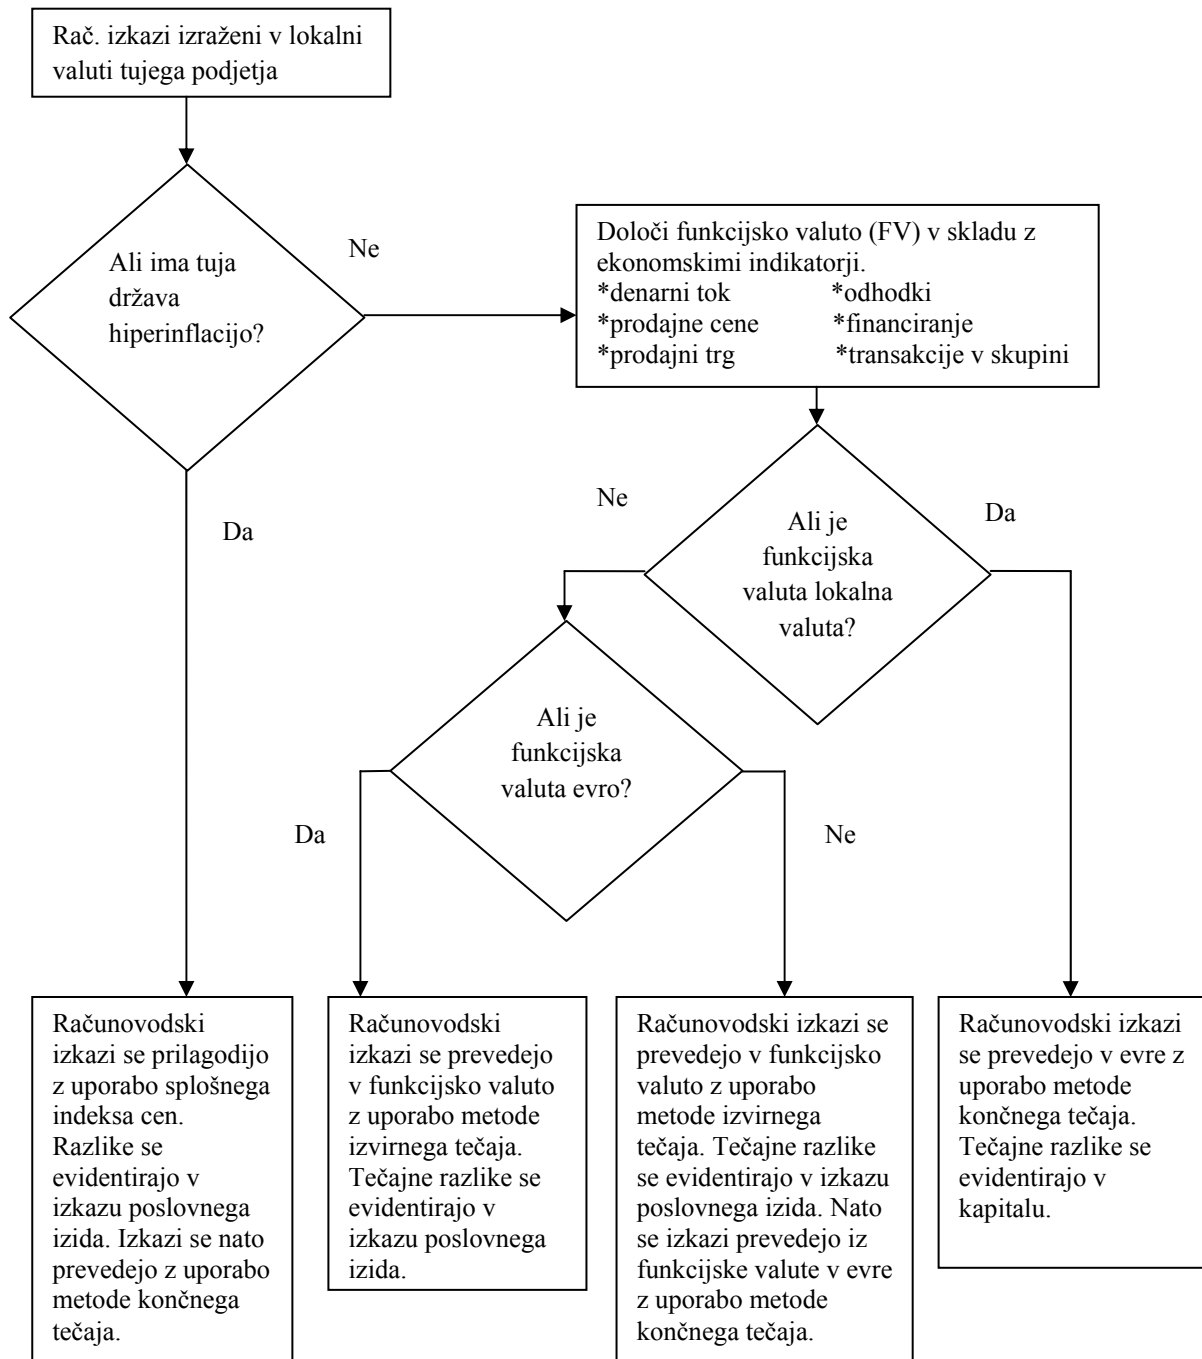 Rač. izkazi izraženi v lokalni
valuti tujega podjetja
Ali ima tuja
država
hiperinflacijo?
Ne
Določi funkcijsko valuto (FV) v skladu z
ekonomskimi indikatorji.
*denarni tok *odhodki
*prodajne cene *financiranje
*prodajni trg *transakcije v skupini
Da
Ne
Ali je
funkcijska
valuta lokalna
valuta?
Da
Ali je
funkcijska
valuta evro?
Da
Ne
Računovodski
izkazi se prilagodijo
z uporabo splošnega
indeksa cen.
Razlike se
evidentirajo v
izkazu poslovnega
izida. Izkazi se nato
prevedejo z uporabo
metode končnega
tečaja.
Računovodski
izkazi se prevedejo
v funkcijsko valuto
z uporabo metode
izvirnega tečaja.
Tečajne razlike se
evidentirajo v
izkazu poslovnega
izida.
Računovodski izkazi se
prevedejo v funkcijsko
valuto z uporabo
metode izvirnega
tečaja. Tečajne razlike
se evidentirajo v izkazu
poslovnega izida. Nato
se izkazi prevedejo iz
funkcijske valute v evre
z uporabo metode
končnega tečaja.
Računovodski izkazi
se prevedejo v evre z
uporabo metode
končnega tečaja.
Tečajne razlike se
evidentirajo v
kapitalu.